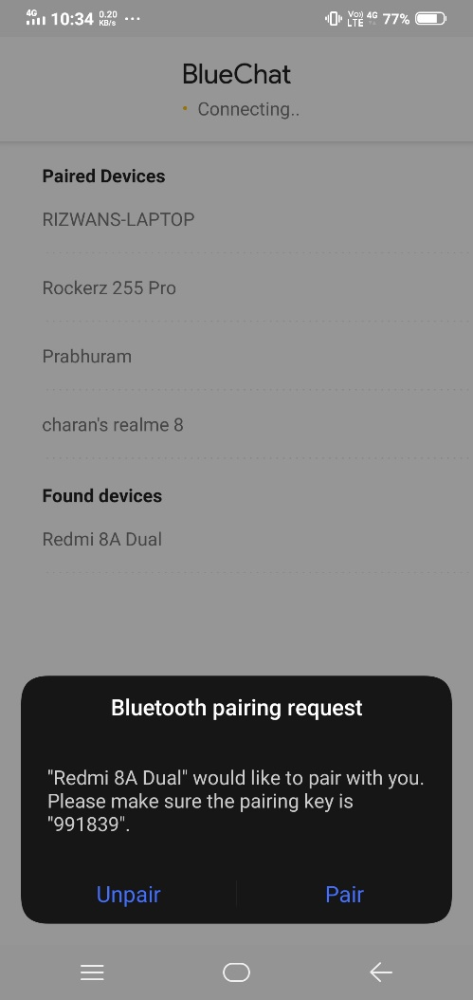 4G 10:34 0.20 KB/s ... Vo) LTE 4G 77%
BlueChat
Connecting..
Paired Devices
RIZWANS-LAPTOP
Rockerz 255 Pro
Prabhuram
charan's realme 8
Found devices
Redmi 8A Dual
Bluetooth pairing request
"Redmi 8A Dual" would like to pair with you.
Please make sure the pairing key is
"991839".
Unpair Pair